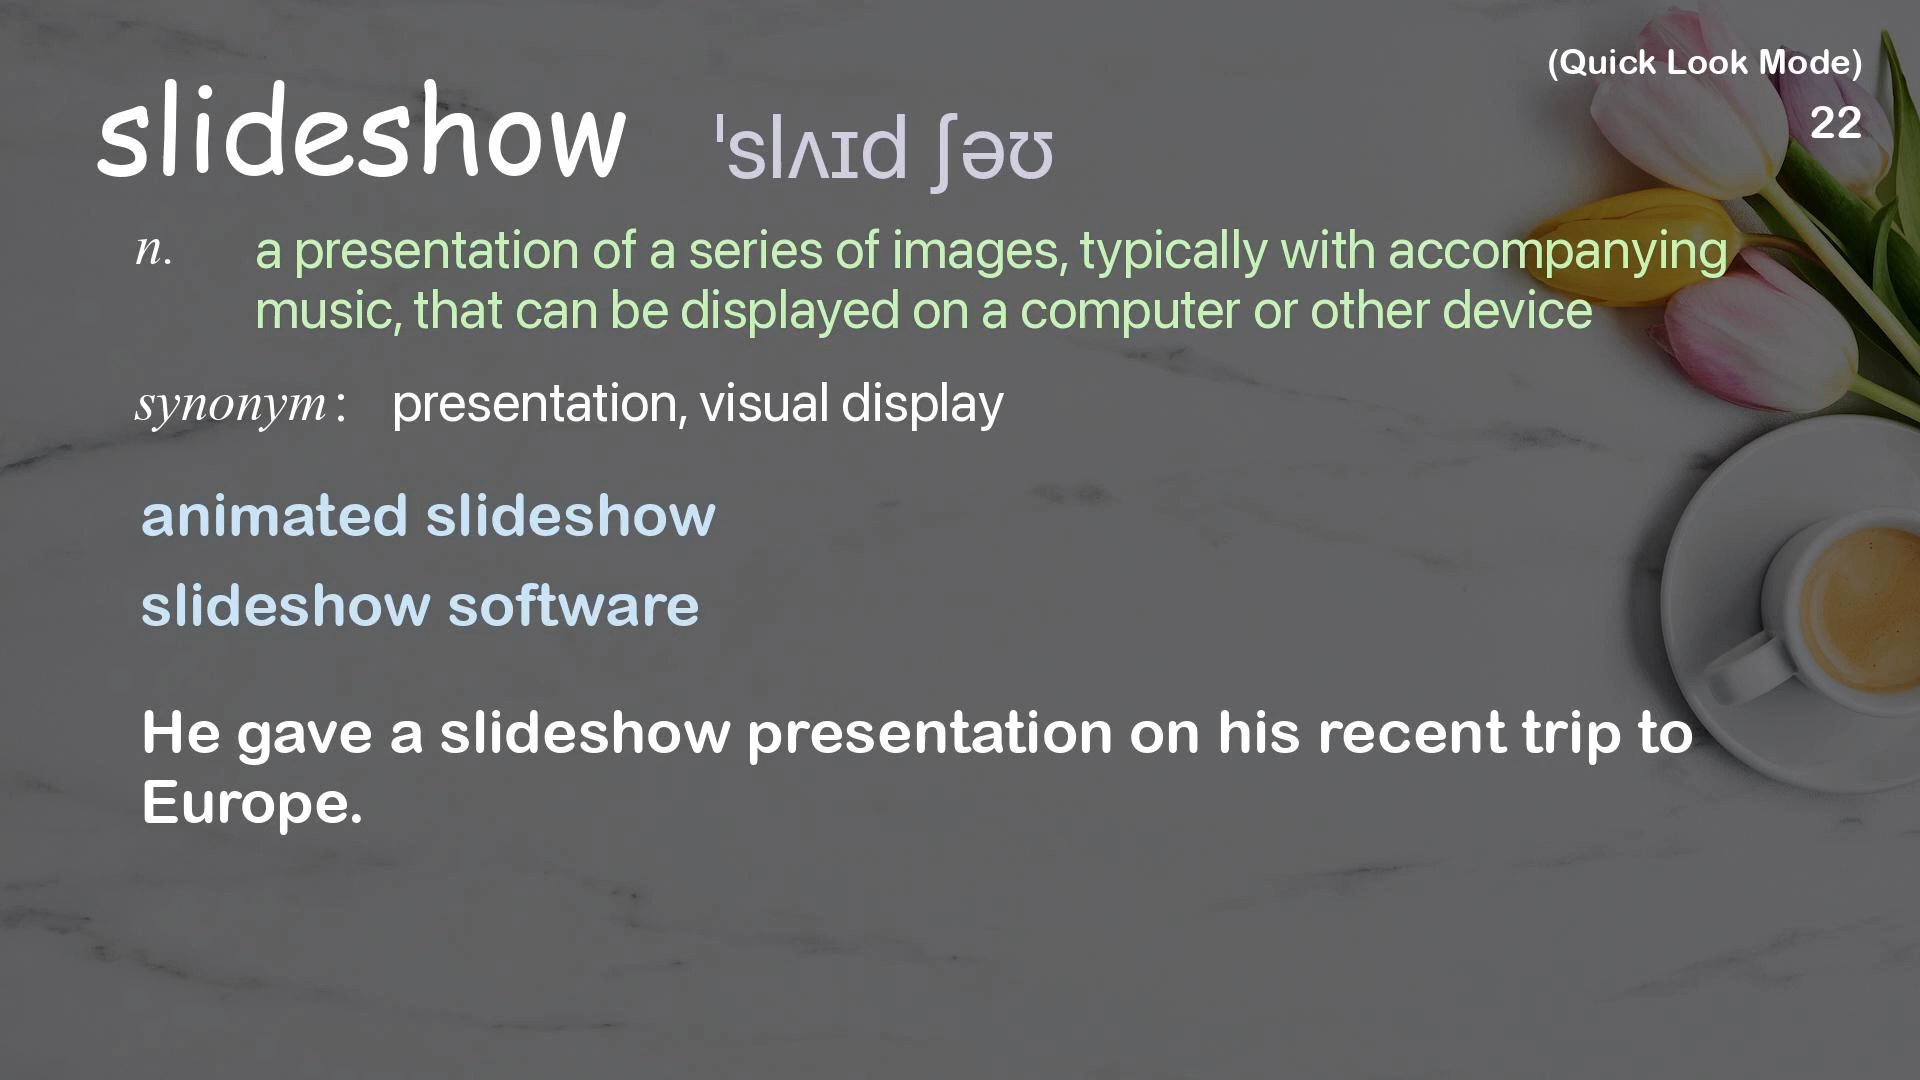 (Quick Look Mode)
22
slideshow ˈslʌɪd ʃəʊ
n. a presentation of a series of images, typically with accompanying
music, that can be displayed on a computer or other device
synonym : presentation, visual display
animated slideshow
slideshow software
He gave a slideshow presentation on his recent trip to
Europe.